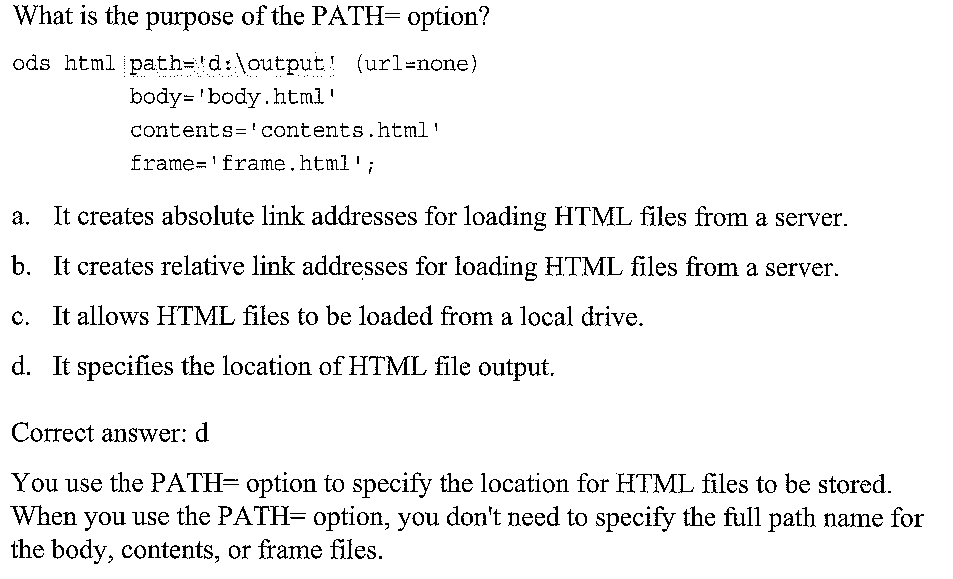 What is the purpose of the PATH= option?
ods html path='d:\output' (url=none)
body='body.html'
contents='contents.html'
frame='frame.html';
a. It creates absolute link addresses for loading HTML files from a server.
b. It creates relative link addresses for loading HTML files from a server.
c. It allows HTML files to be loaded from a local drive.
d. It specifies the location of HTML file output.
Correct answer: d
You use the PATH= option to specify the location for HTML files to be stored.
When you use the PATH= option, you don't need to specify the full path name for
the body, contents, or frame files.